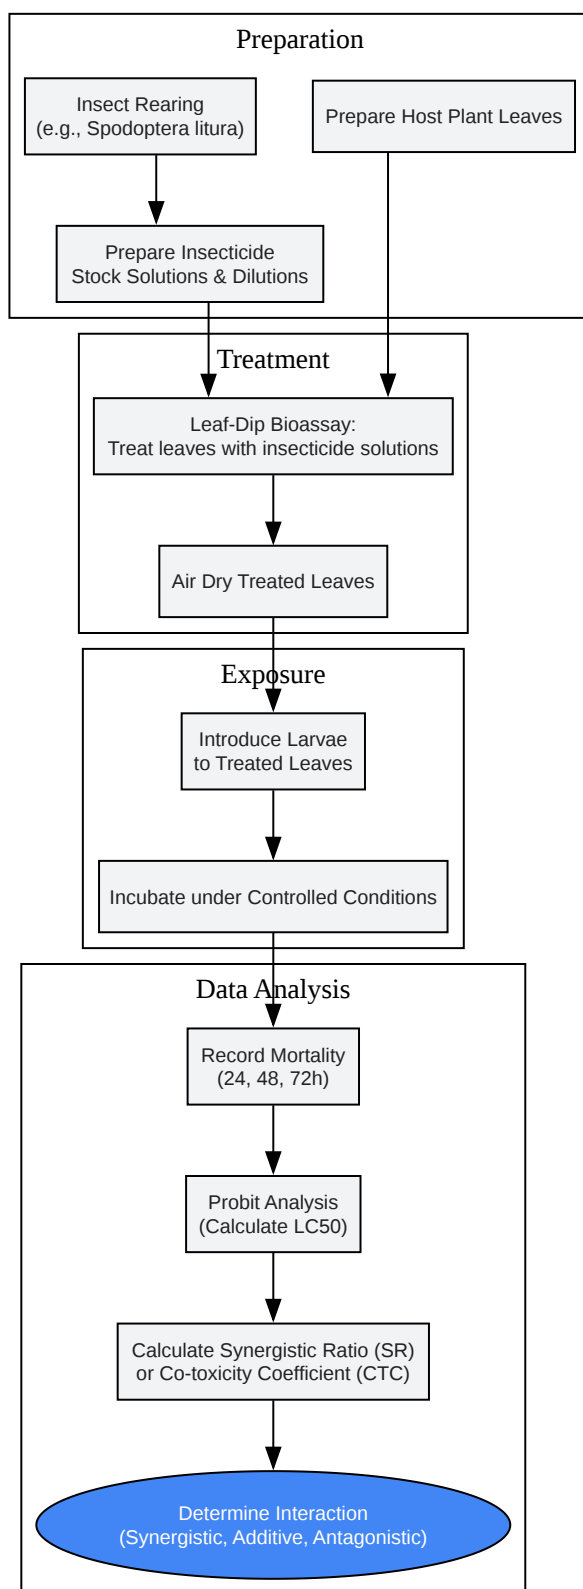 Preparation
Insect Rearing
(e.g., Spodoptera litura)
Prepare Host Plant Leaves
Prepare Insecticide
Stock Solutions & Dilutions
Treatment
Leaf-Dip Bioassay:
Treat leaves with insecticide solutions
Air Dry Treated Leaves
Exposure
Introduce Larvae
to Treated Leaves
Incubate under Controlled Conditions
Data Analysis
Record Mortality
(24, 48, 72h)
Probit Analysis
(Calculate LC50)
Calculate Synergistic Ratio (SR)
or Co-toxicity Coefficient (CTC)
Determine Interaction
(Synergistic, Additive, Antagonistic)